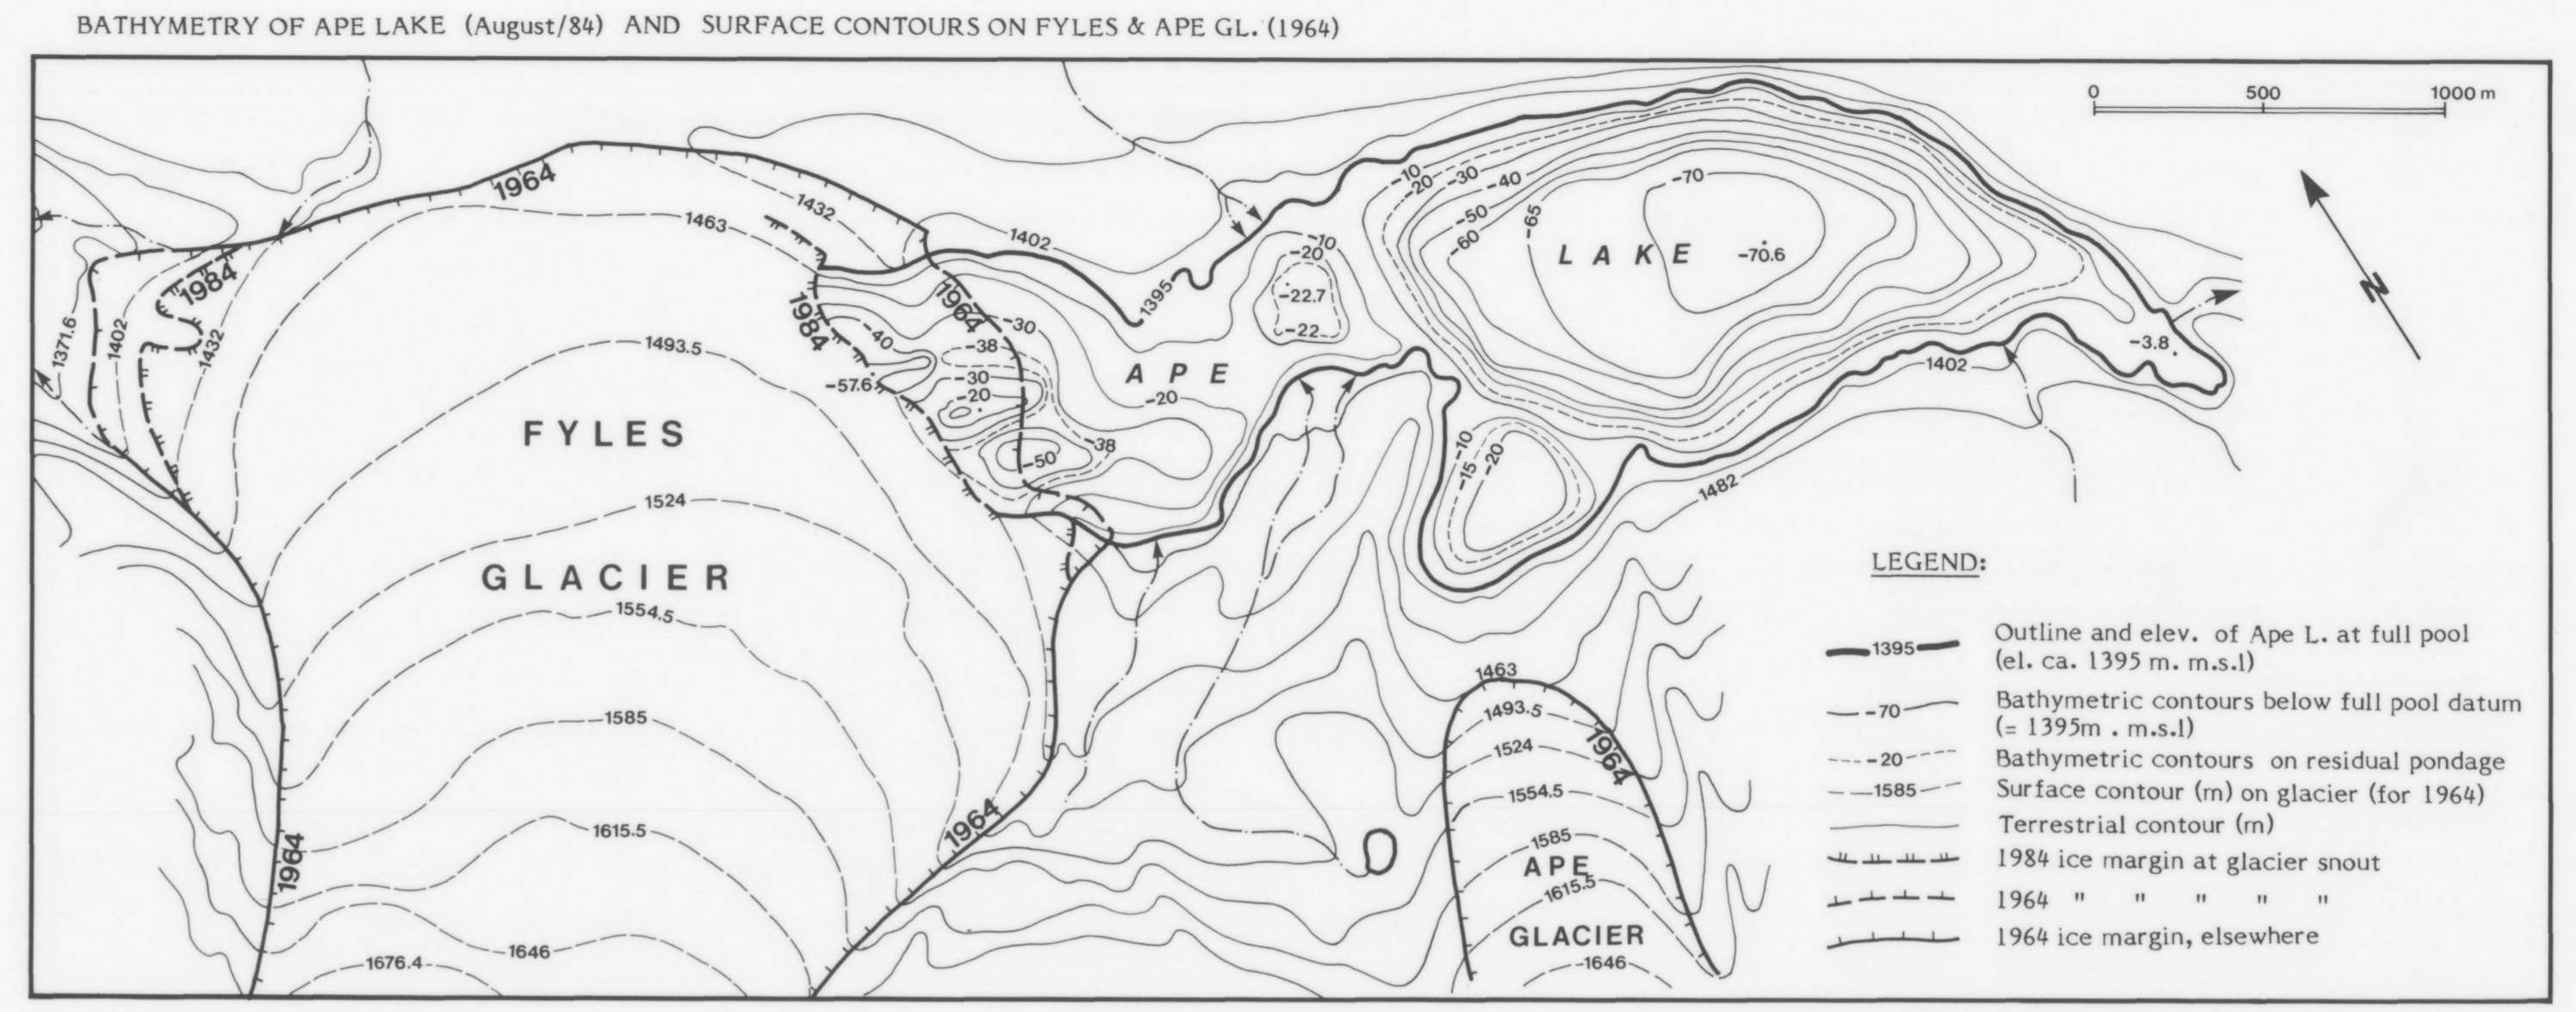 BATHYMETRY OF APE LAKE (August/84) AND SURFACE CONTOURS ON FYLES & APE GL. (1964)
0 500 1000 m
N
1964
1432
1463
1402
1395
-10
-20
-30
-40
-50
-60
-65
-70
-70.6
L A K E
-10
-20
-22.7
-22
1984
1371.6
1402
1432
1984
1964
-30
-40
-38
-57.6
-30
-20
-38
-50
A P E
-20
-3.8
1402
1493.5
FYLES
1524
GLACIER
1554.5
1585
1615.5
1646
1676.4
1964
1964
-10
-15
-20
1482
1463
1493.5
1524
1964
1554.5
1585
APE
1615.5
GLACIER
1646
LEGEND:
1395 Outline and elev. of Ape L. at full pool
(el. ca. 1395 m. m.s.l)
-70 Bathymetric contours below full pool datum
(= 1395m . m.s.l)
-20 Bathymetric contours on residual pondage
1585 Surface contour (m) on glacier (for 1964)
Terrestrial contour (m)
1984 ice margin at glacier snout
1964 " " " " "
1964 ice margin, elsewhere